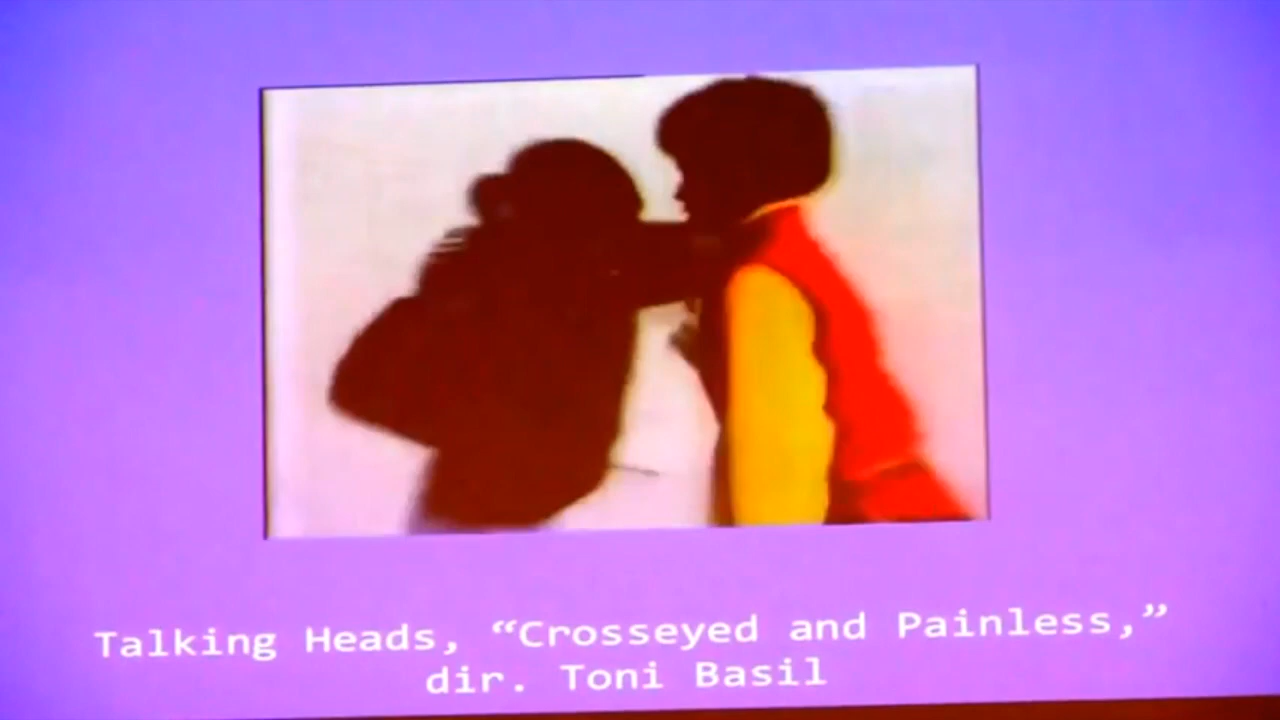 Talking Heads, “Crosseyed and Painless,”
dir. Toni Basil